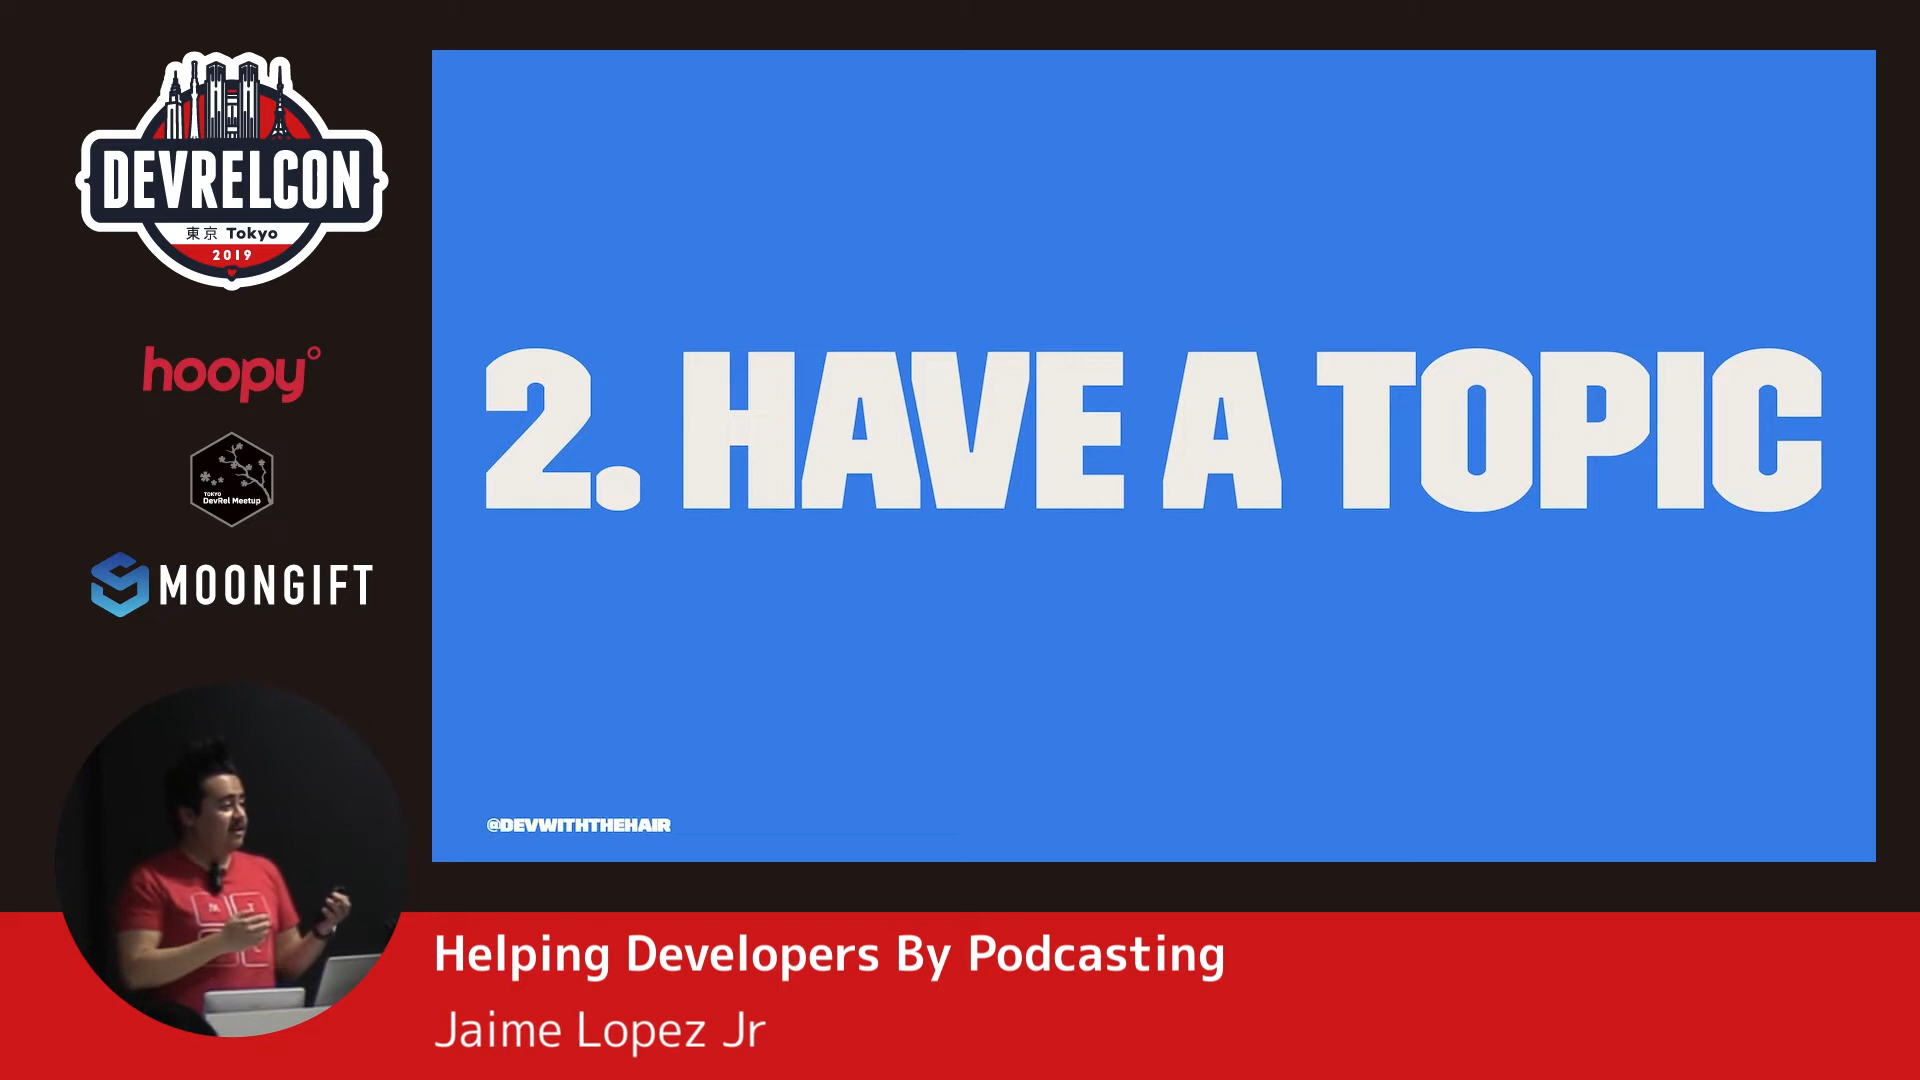 DEVRELCON
東京 Tokyo
2019
hoopy
TOKYO
DevRel Meetup
MOONGIFT
2. HAVE A TOPIC
@DEVWITHTHEHAIR
Helping Developers By Podcasting
Jaime Lopez Jr